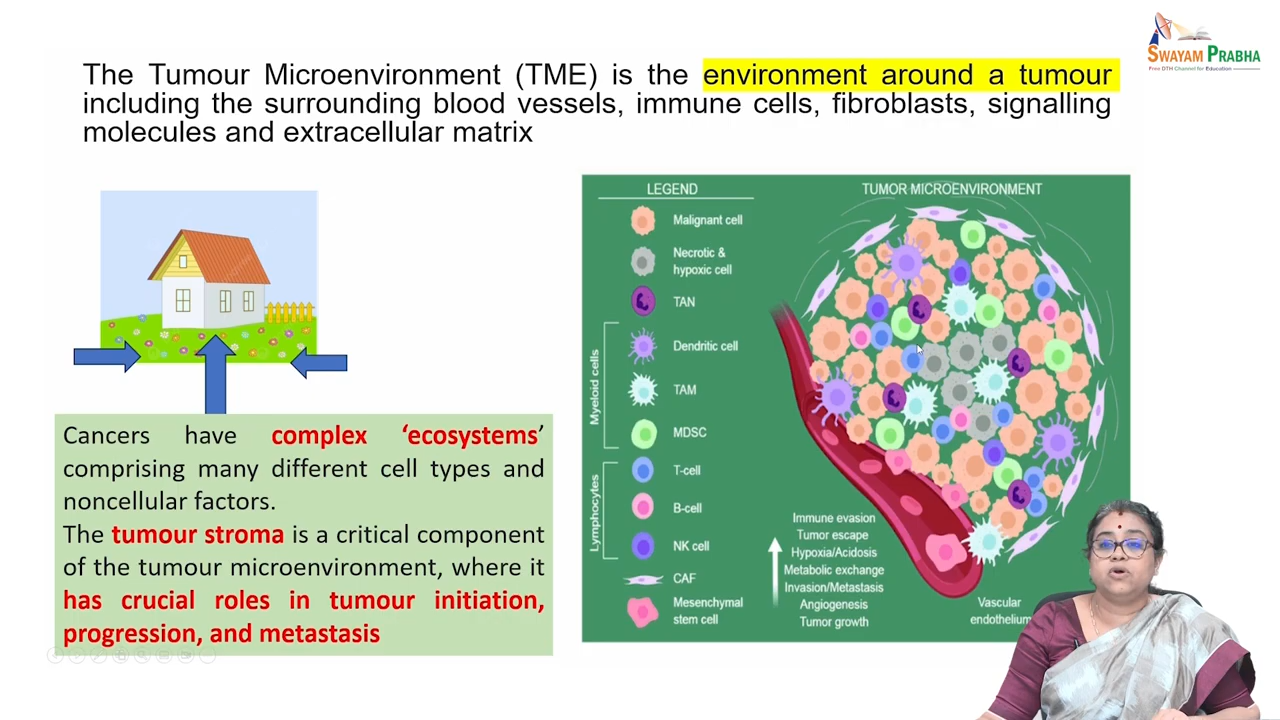 SWAYAM PRABHA
Free DTH Channel for Education
The Tumour Microenvironment (TME) is the environment around a tumour
including the surrounding blood vessels, immune cells, fibroblasts, signalling
molecules and extracellular matrix
Cancers have complex ‘ecosystems’
comprising many different cell types and
noncellular factors.
The tumour stroma is a critical component
of the tumour microenvironment, where it
has crucial roles in tumour initiation,
progression, and metastasis
LEGEND
Malignant cell
Necrotic &
hypoxic cell
TAN
Myeloid cells
Dendritic cell
TAM
MDSC
Lymphocytes
T-cell
B-cell
NK cell
CAF
Mesenchymal
stem cell
TUMOR MICROENVIRONMENT
Immune evasion
Tumor escape
Hypoxia/Acidosis
Metabolic exchange
Invasion/Metastasis
Angiogenesis
Tumor growth
Vascular
endothelium